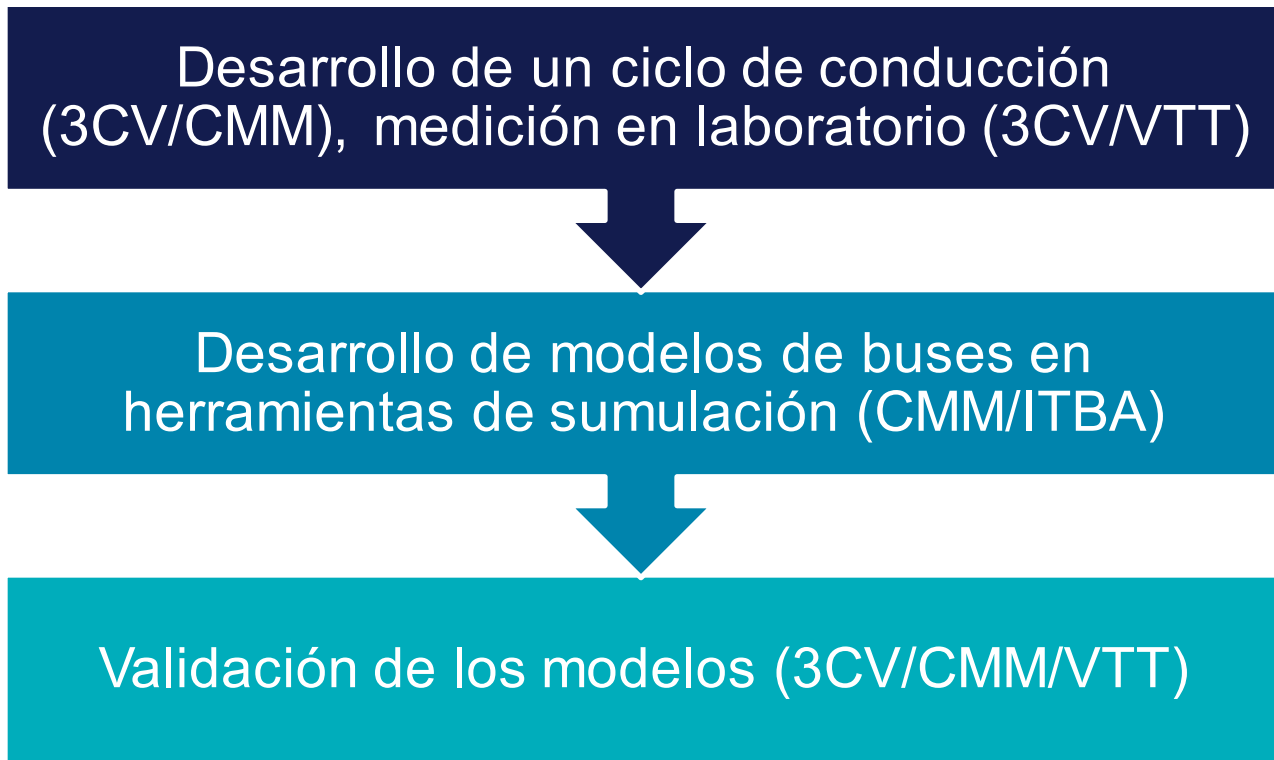 Desarrollo de un ciclo de conducción
(3CV/CMM), medición en laboratorio (3CV/VTT)
Desarrollo de modelos de buses en
herramientas de sumulación (CMM/ITBA)
Validación de los modelos (3CV/CMM/VTT)